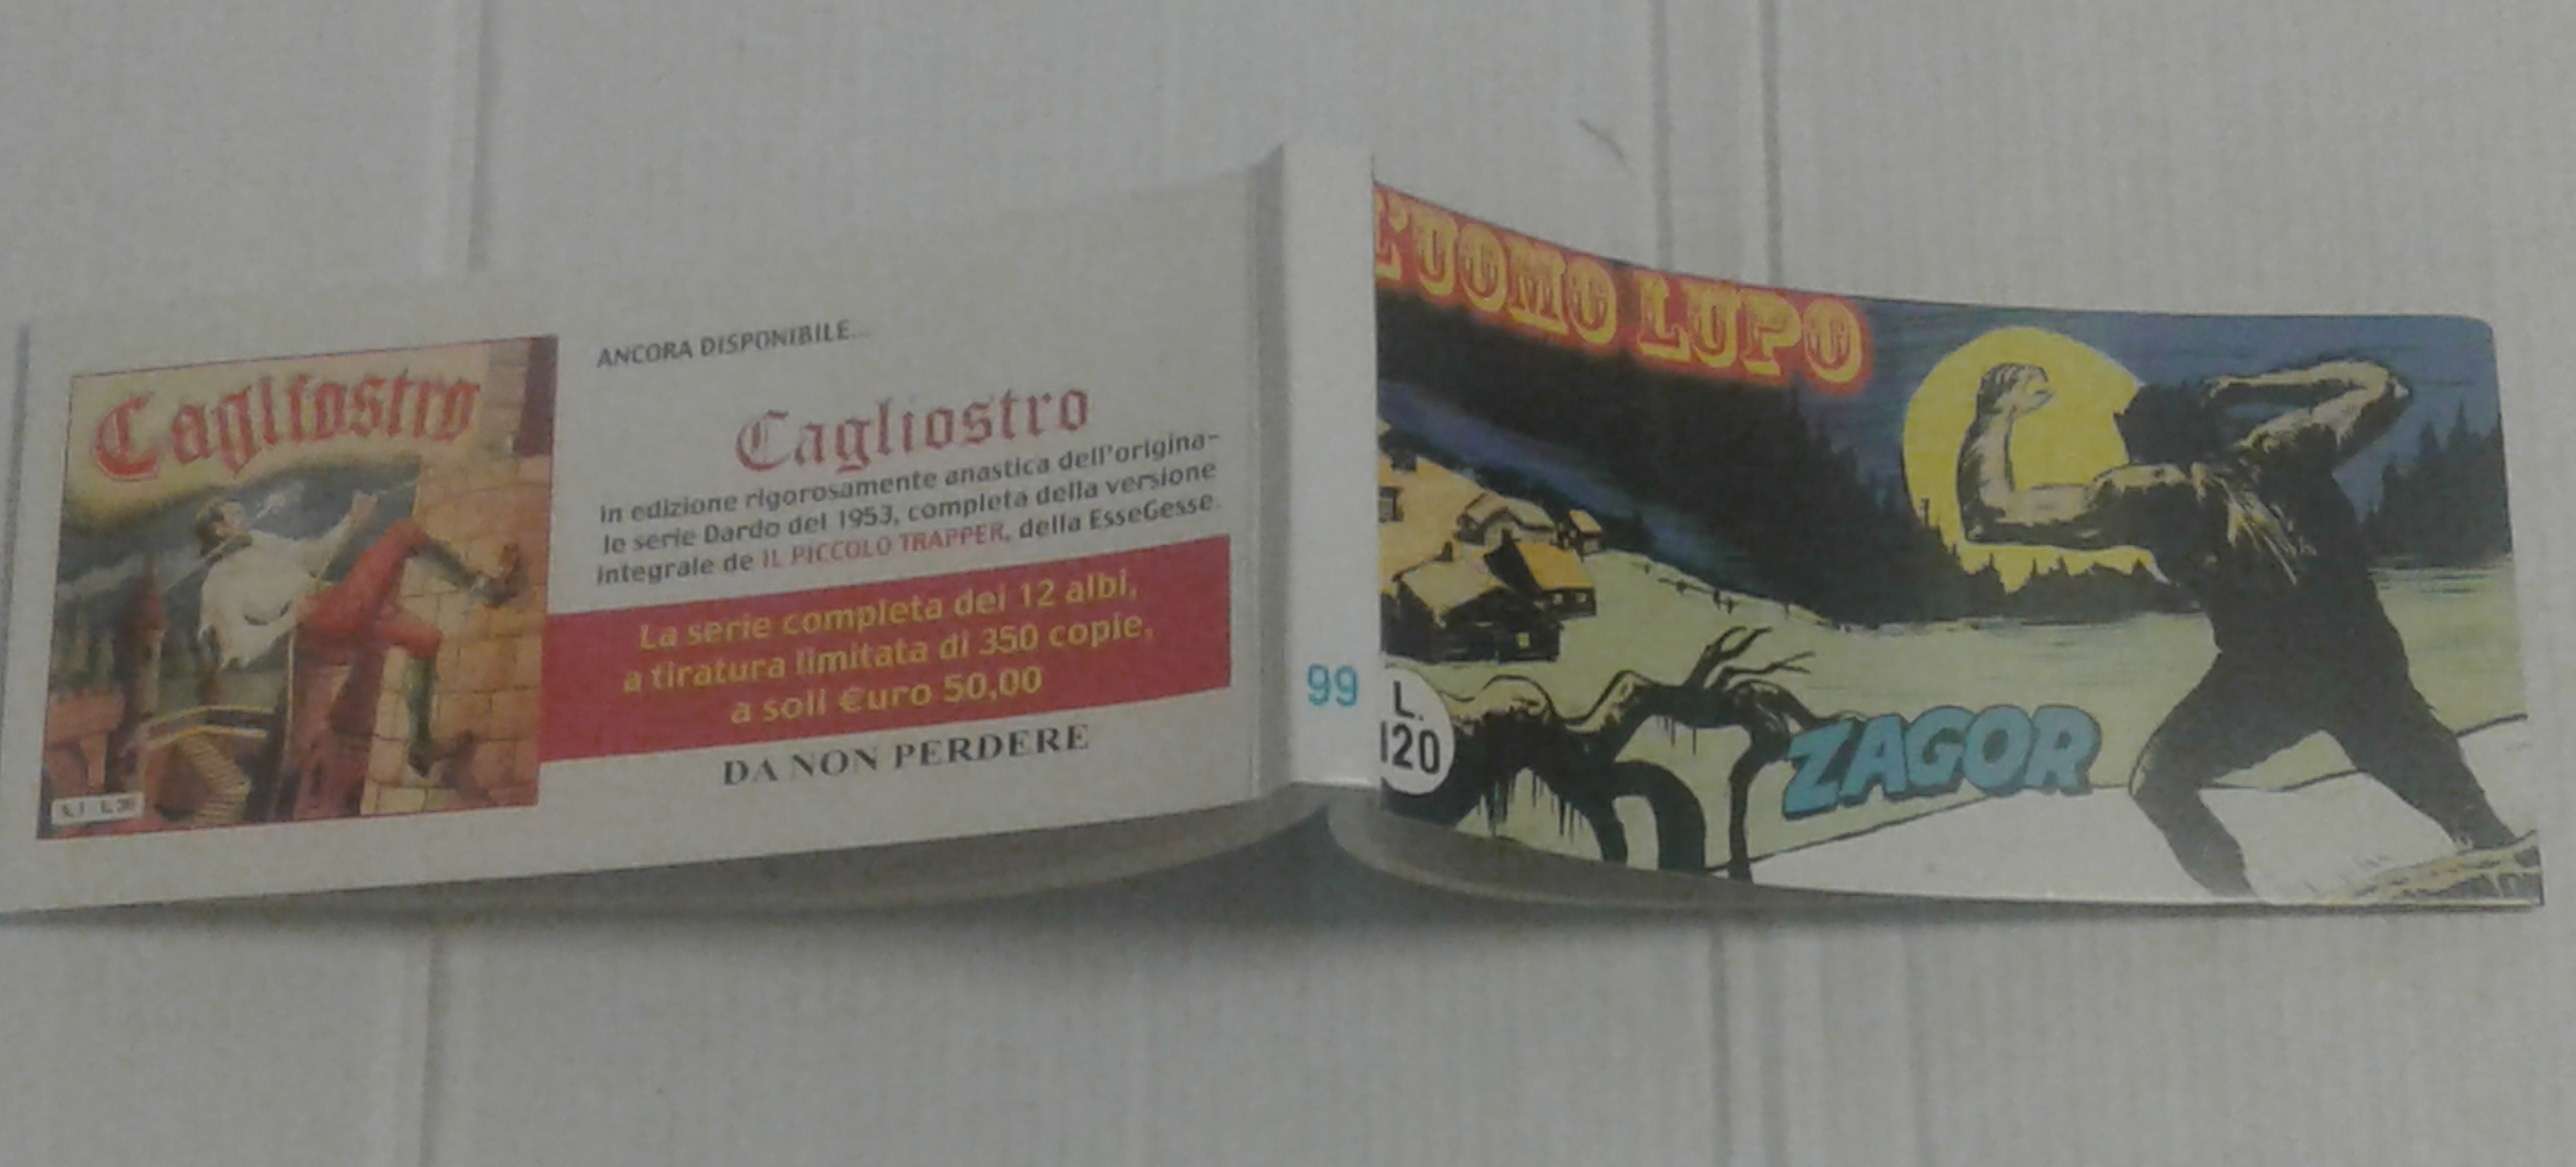 Cagliostro
ANCORA DISPONIBILE...
Cagliostro
in edizione rigorosamente anastica dell'origina-
le serie Dardo del 1953, completa della versione
integrale de IL PICCOLO TRAPPER, della EsseGesse.
La serie completa dei 12 albi,
a tiratura limitata di 350 copie,
a soli €uro 50,00
DA NON PERDERE
99
L'UOMO LUPO
L.
120
ZAGOR